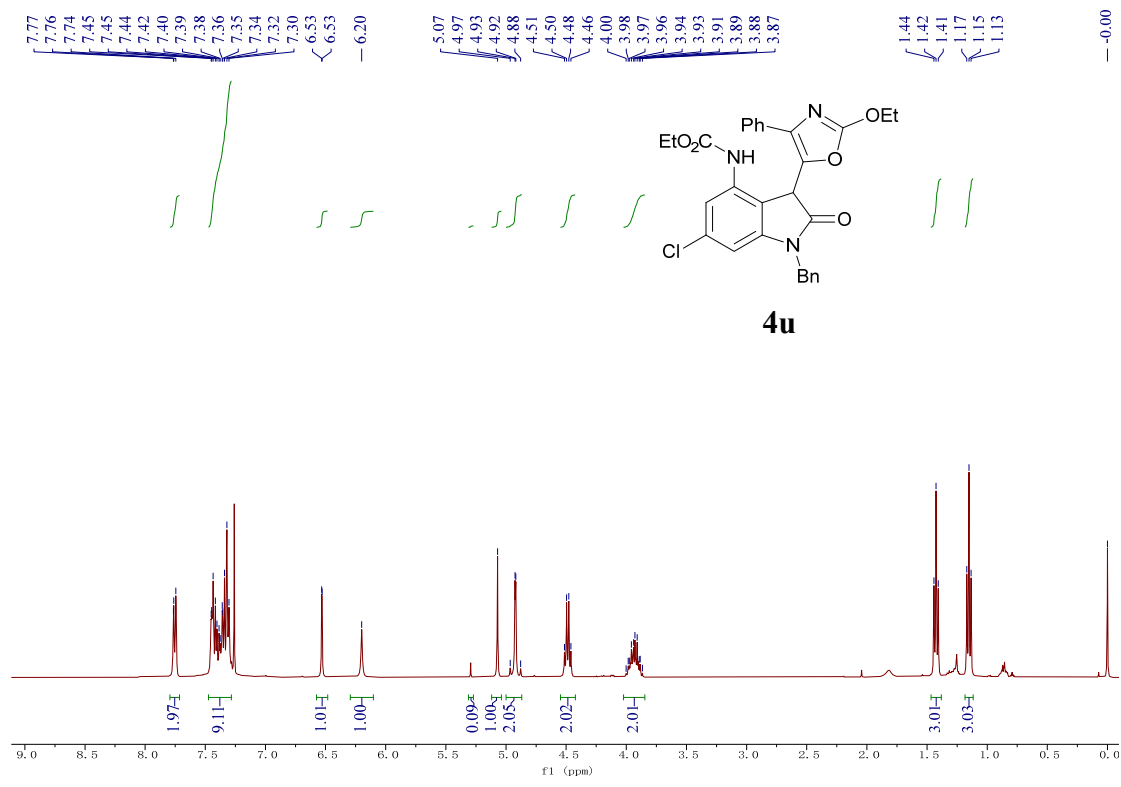 7.77 7.76 7.74 7.45 7.45 7.44 7.42 7.40 7.39 7.38 7.36 7.35 7.34 7.32 7.30 6.53 6.53 6.20 5.07 4.97 4.93 4.92 4.88 4.51 4.50 4.48 4.46 4.00 3.98 3.97 3.96 3.94 3.93 3.91 3.89 3.88 3.87 1.44 1.42 1.41 1.17 1.15 1.13 -0.00
N
Ph
OEt
EtO₂C
NH
O
O
Cl
N
Bn
4u
1.97 9.11 1.01 1.00 0.09 1.00 2.05 2.02 2.01 3.01 3.03
9.0 8.5 8.0 7.5 7.0 6.5 6.0 5.5 5.0 4.5 4.0 3.5 3.0 2.5 2.0 1.5 1.0 0.5 0.0
f1 (ppm)